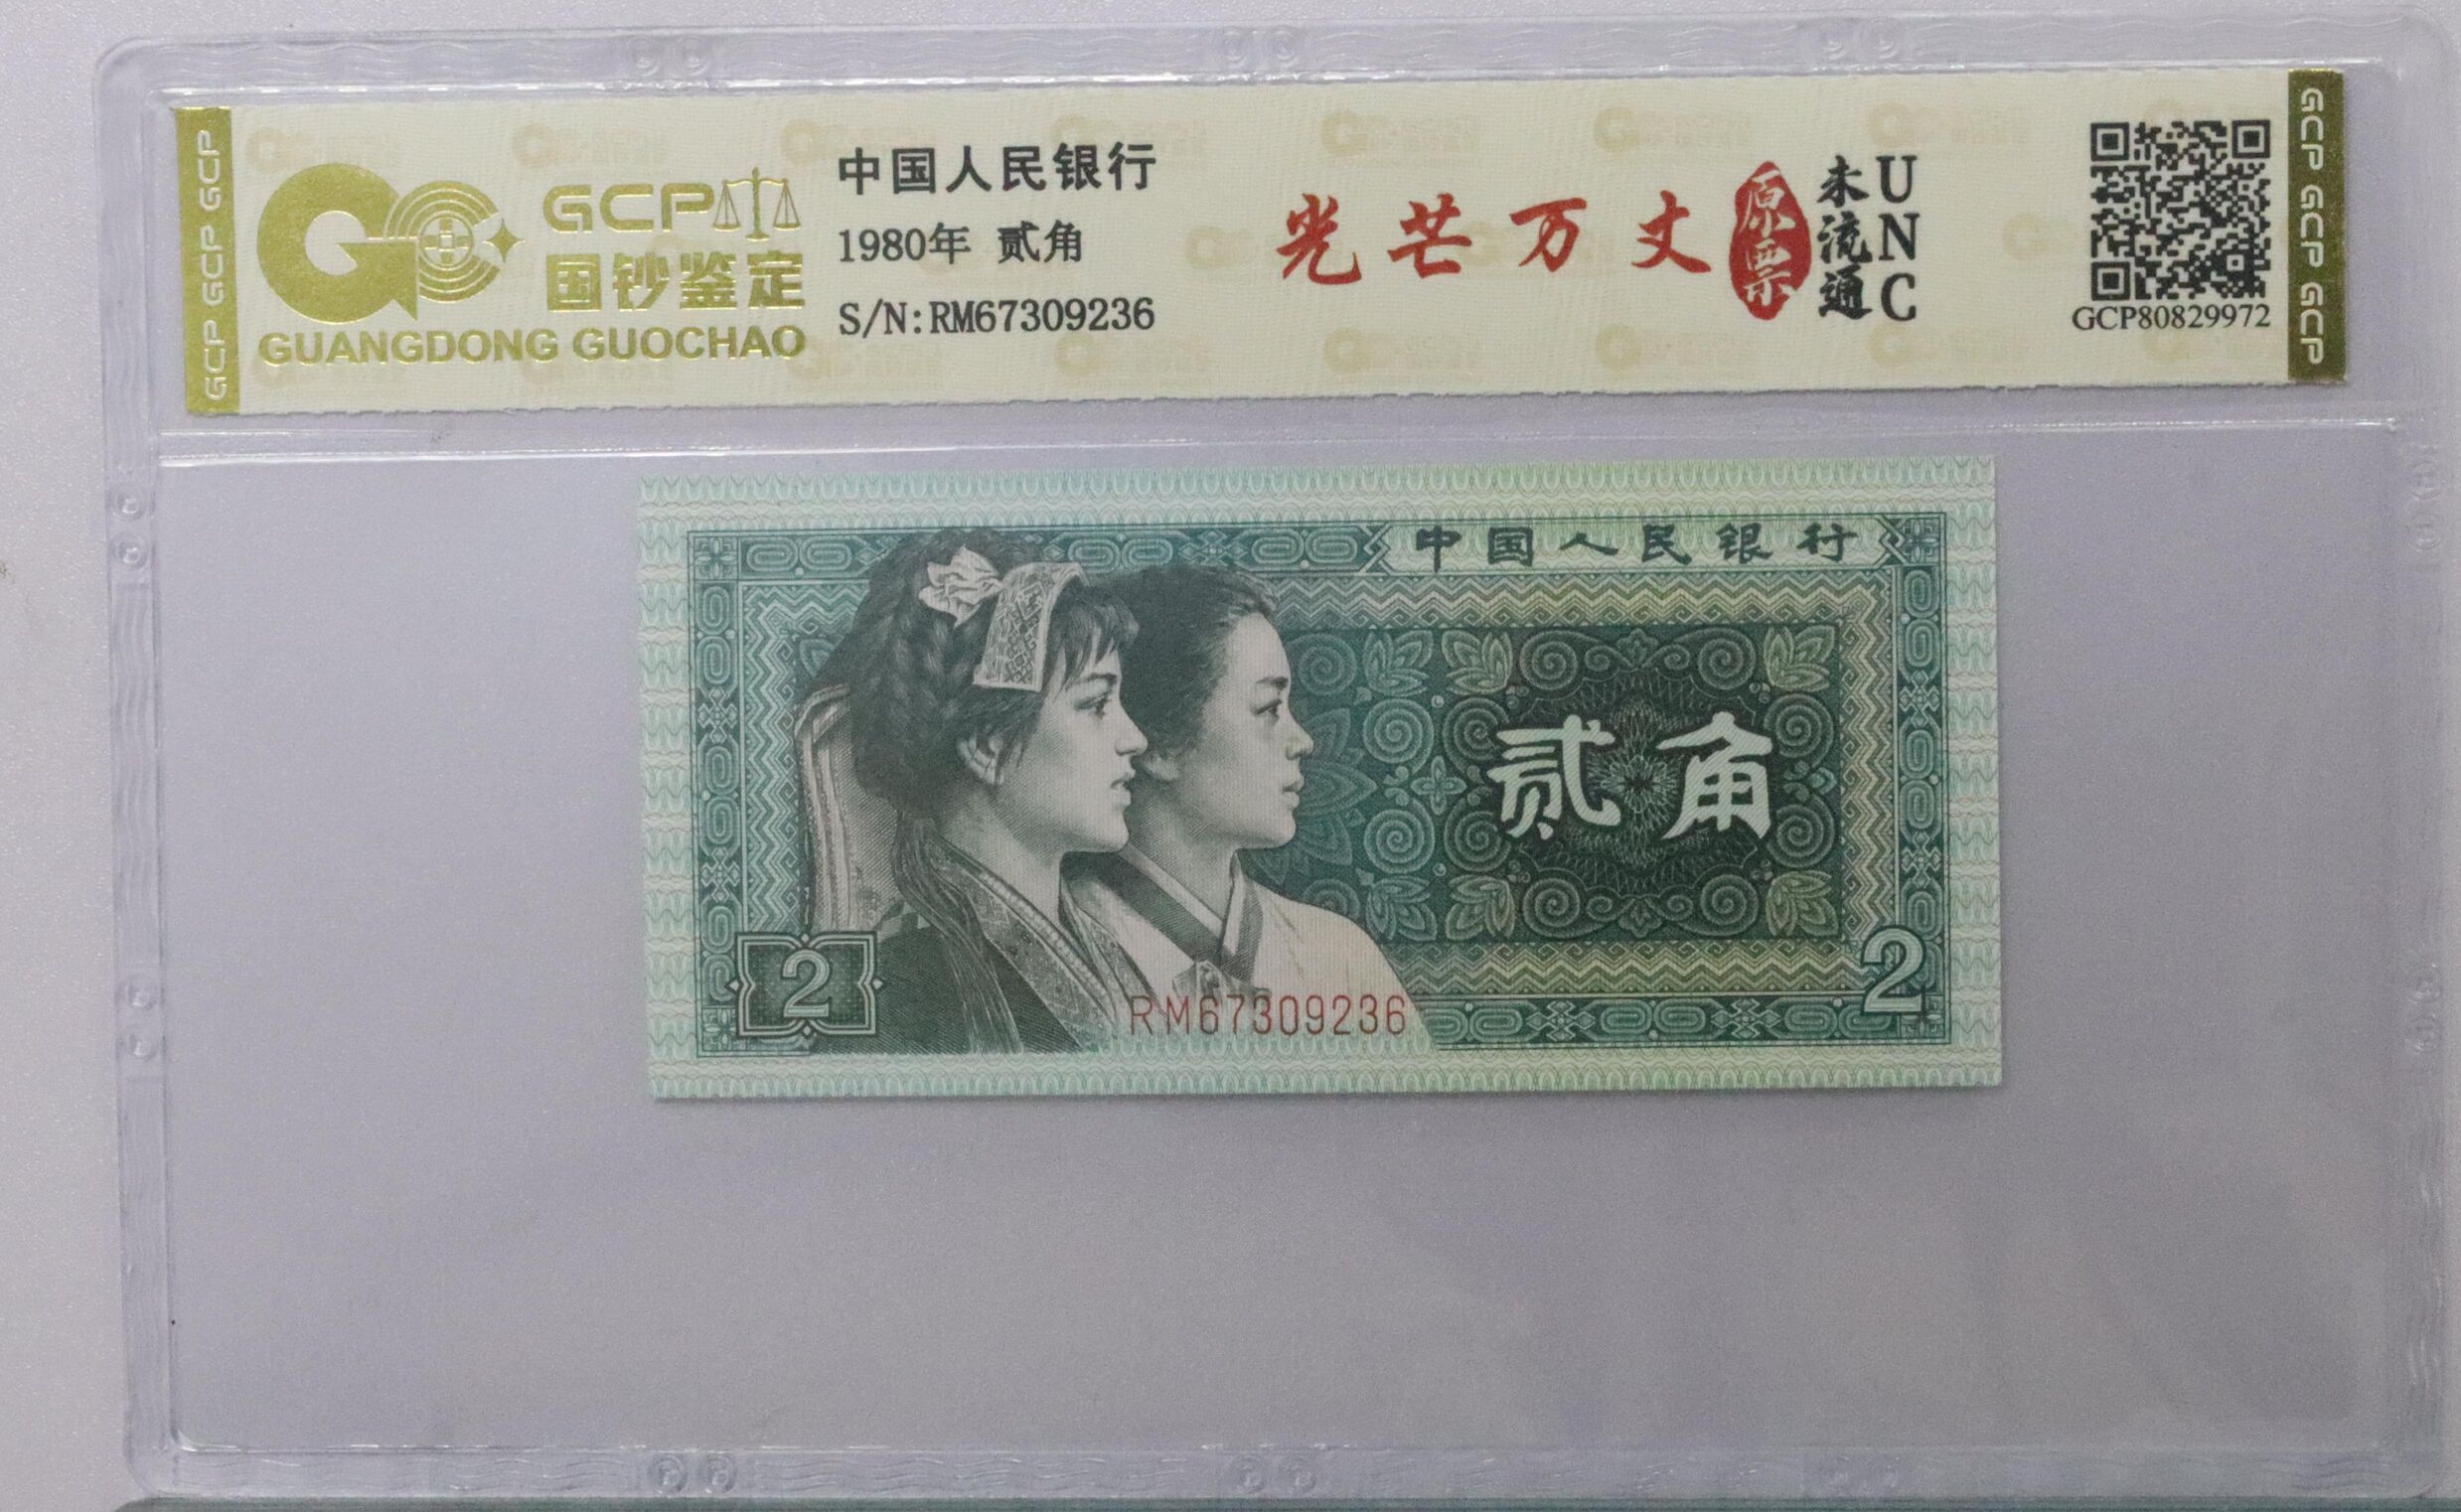 GCP GCP GCP
GCP
国钞鉴定
GUANGDONG GUOCHAO
中国人民银行
1980年 贰角
S/N:RM67309236
光芒万丈
原票
未流通
UNC
GCP80829972
GCP GCP GCP
中国人民银行
贰角
2
2
RM67309236